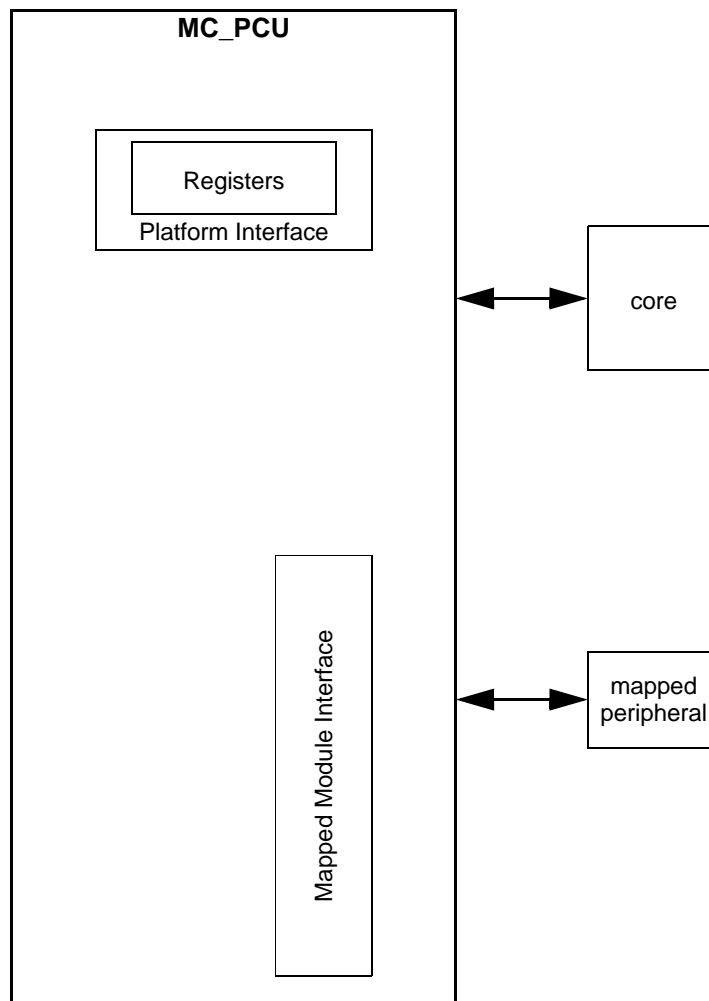 MC_PCU
Registers
Platform Interface
core
Mapped Module Interface
mapped
peripheral